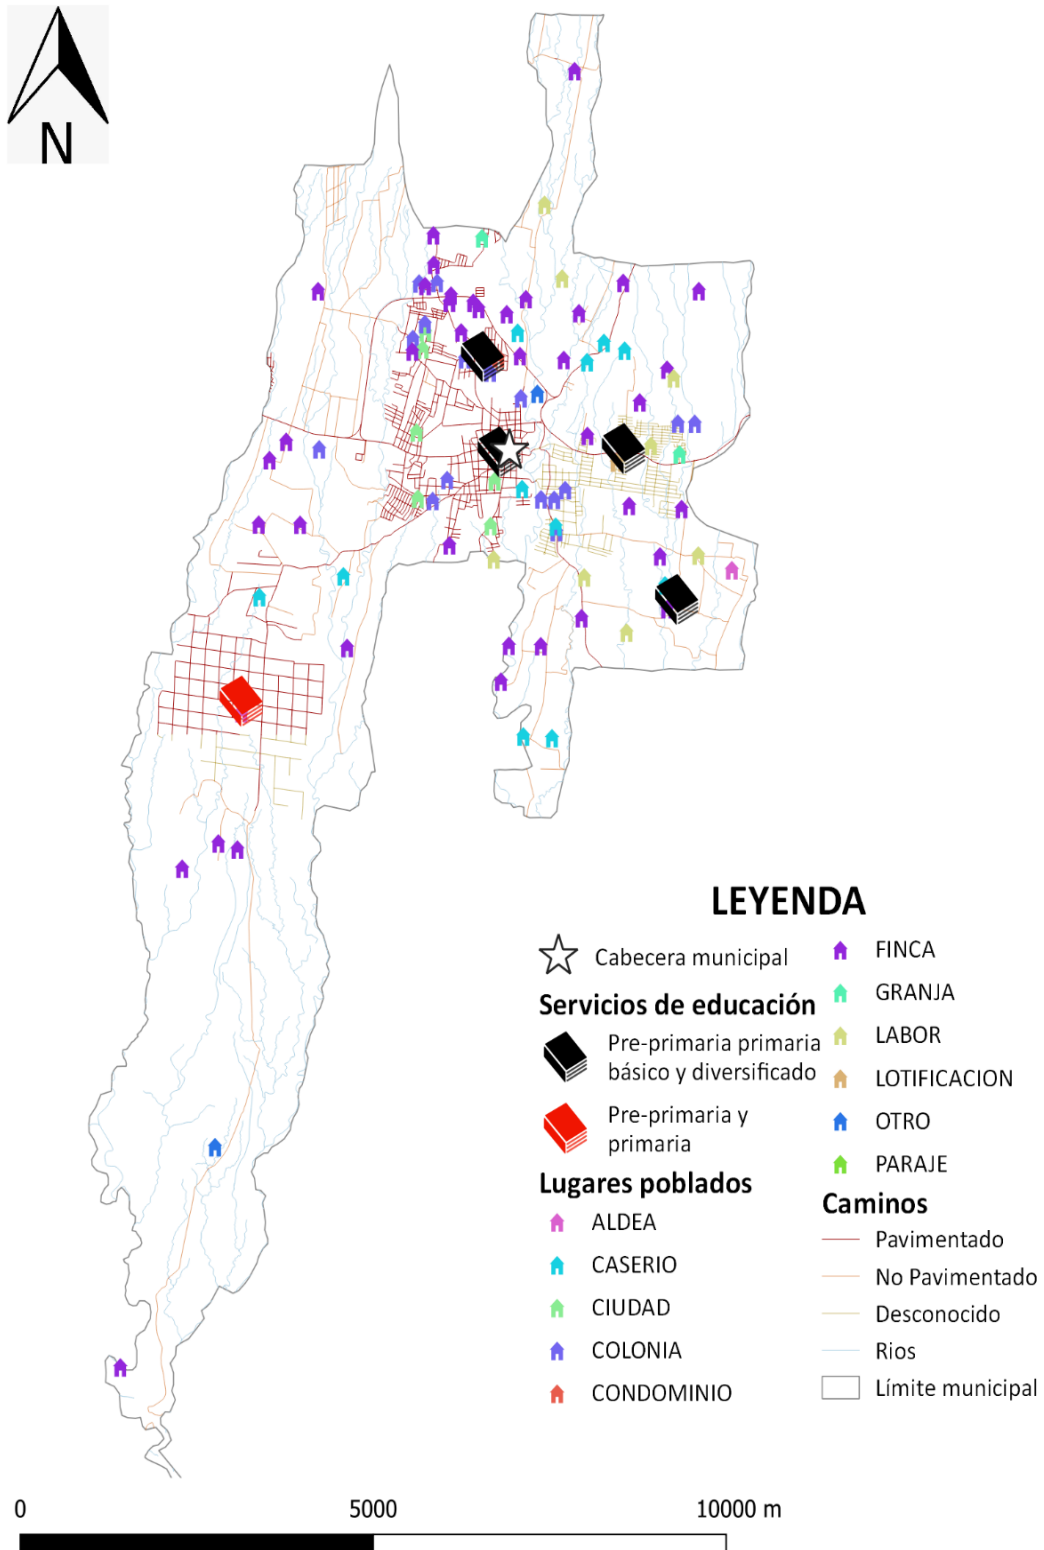 N
LEYENDA
Cabecera municipal
Servicios de educación
Pre-primaria primaria
básico y diversificado
Pre-primaria y
primaria
Lugares poblados
ALDEA
CASERIO
CIUDAD
COLONIA
CONDOMINIO
FINCA
GRANJA
LABOR
LOTIFICACION
OTRO
PARAJE
Caminos
Pavimentado
No Pavimentado
Desconocido
Rios
Límite municipal
0 5000 10000 m